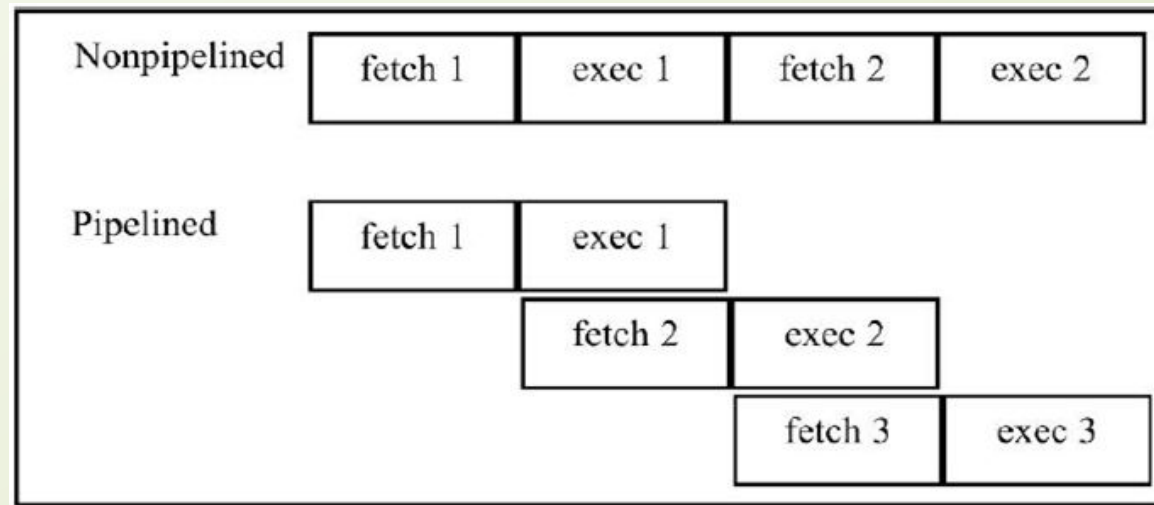 Nonpipelined fetch 1 exec 1 fetch 2 exec 2
Pipelined fetch 1 exec 1
fetch 2 exec 2
fetch 3 exec 3